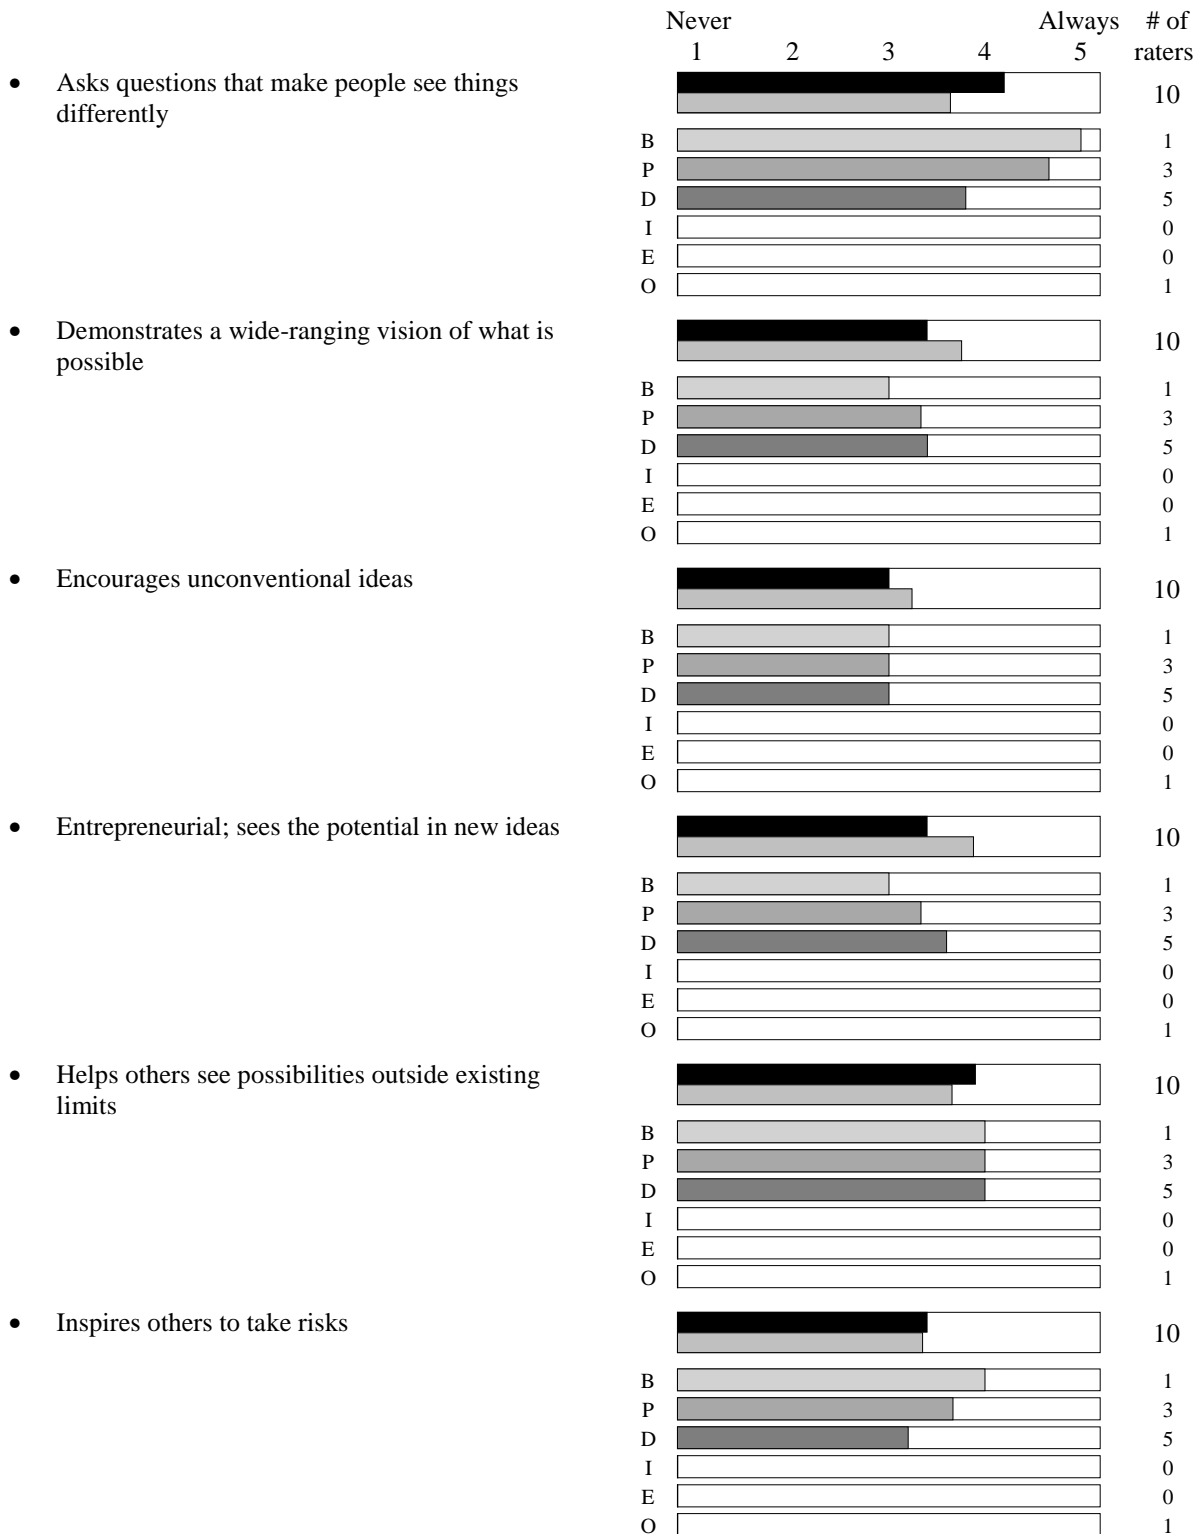 Never Always # of
1 2 3 4 5 raters
• Asks questions that make people see things
differently
10
B 1
P 3
D 5
I 0
E 0
O 1
• Demonstrates a wide-ranging vision of what is
possible
10
B 1
P 3
D 5
I 0
E 0
O 1
• Encourages unconventional ideas
10
B 1
P 3
D 5
I 0
E 0
O 1
• Entrepreneurial; sees the potential in new ideas
10
B 1
P 3
D 5
I 0
E 0
O 1
• Helps others see possibilities outside existing
limits
10
B 1
P 3
D 5
I 0
E 0
O 1
• Inspires others to take risks
10
B 1
P 3
D 5
I 0
E 0
O 1